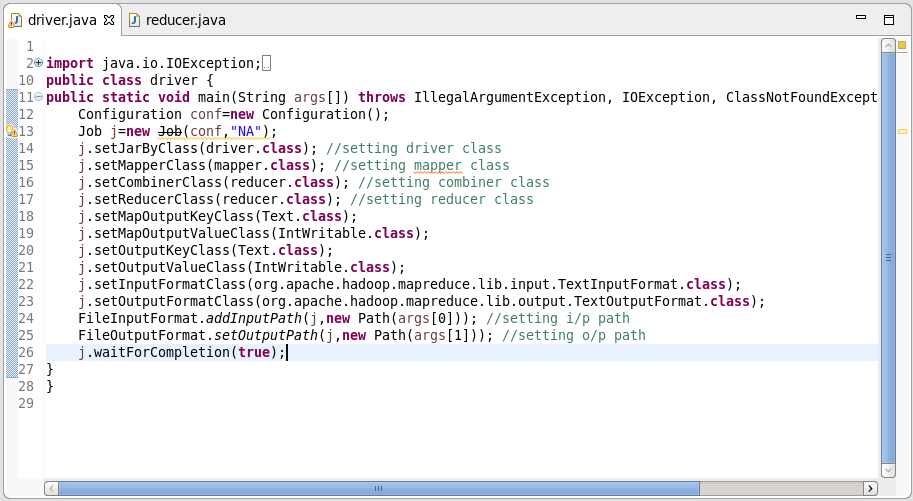 driver.java reducer.java
1
2 import java.io.IOException;
10 public class driver {
11 public static void main(String args[]) throws IllegalArgumentException, IOException, ClassNotFoundExcept
12 Configuration conf=new Configuration();
13 Job j=new Job(conf,"NA");
14 j.setJarByClass(driver.class); //setting driver class
15 j.setMapperClass(mapper.class); //setting mapper class
16 j.setCombinerClass(reducer.class); //setting combiner class
17 j.setReducerClass(reducer.class); //setting reducer class
18 j.setMapOutputKeyClass(Text.class);
19 j.setMapOutputValueClass(IntWritable.class);
20 j.setOutputKeyClass(Text.class);
21 j.setOutputValueClass(IntWritable.class);
22 j.setInputFormatClass(org.apache.hadoop.mapreduce.lib.input.TextInputFormat.class);
23 j.setOutputFormatClass(org.apache.hadoop.mapreduce.lib.output.TextOutputFormat.class);
24 FileInputFormat.addInputPath(j,new Path(args[0])); //setting i/p path
25 FileOutputFormat.setOutputPath(j,new Path(args[1])); //setting o/p path
26 j.waitForCompletion(true);
27 }
28 }
29